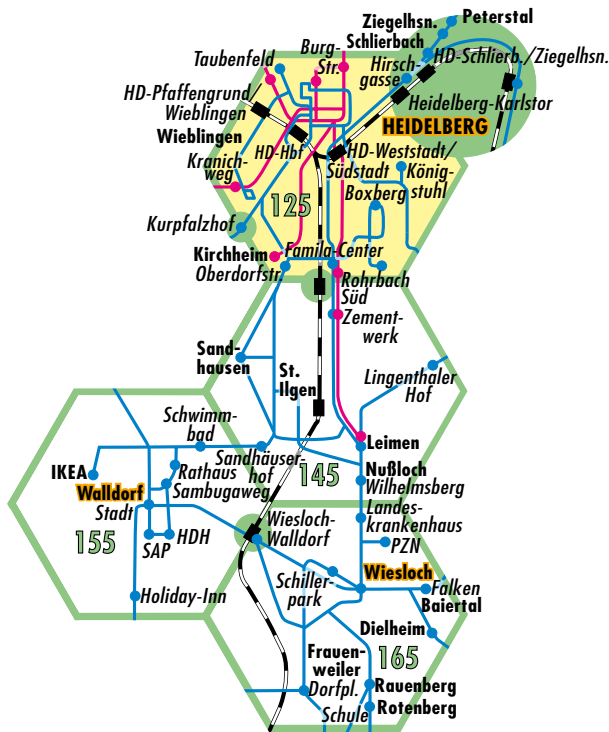 Ziegelhsn.
Peterstal
Schlierbach
Burg-
Str.
Taubenfeld
Hirsch-
gasse
HD-Schlierb./Ziegelhsn.
HD-Pfaffengrund/
Wieblingen
Heidelberg-Karlstor
HEIDELBERG
Wieblingen
HD-Hbf
HD-Weststadt/
Südstadt
Kranich-
weg
König-
stuhl
Boxberg
125
Kurpfalzhof
Kirchheim
Famila-Center
Oberdorfstr.
Rohrbach
Süd
Zement-
werk
Sand-
hausen
St.
Ilgen
Lingenthaler
Hof
Schwimm-
bad
Leimen
Sandhäuser-
hof
145
IKEA
Rathaus
Sambugaweg
Nußloch
Wilhelmsberg
Walldorf
Stadt
Landes-
krankenhaus
155
SAP
HDH
Wiesloch-
Walldorf
PZN
Schiller-
park
Wiesloch
Holiday-Inn
Falken
Baiertal
Dielheim
Frauen-
weiler
165
Dorfpl.
Rauenberg
Schule
Rotenberg